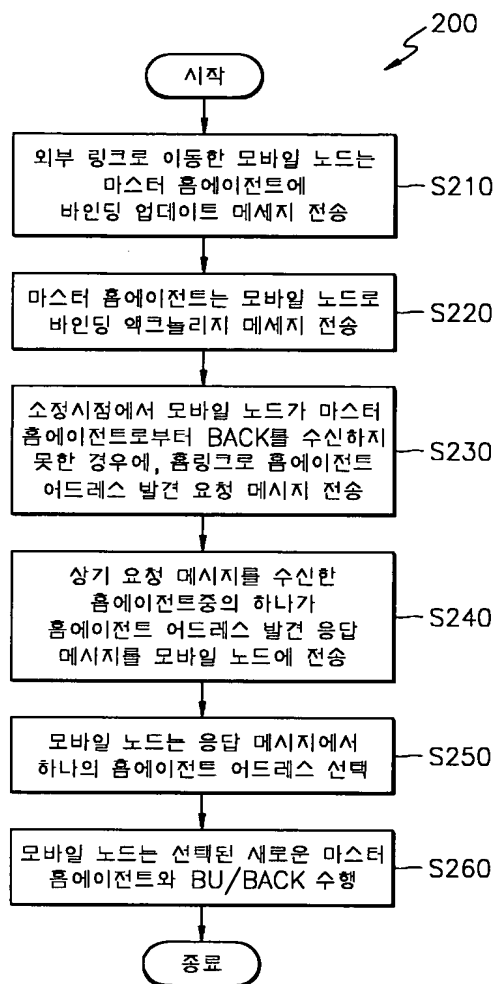 200
시작
외부 링크로 이동한 모바일 노드는
마스터 홈에이전트에
바인딩 업데이트 메세지 전송
S210
마스터 홈에이전트는 모바일 노드로
바인딩 액크놀리지 메세지 전송
S220
소정시점에서 모바일 노드가 마스터
홈에이전트로부터 BACK를 수신하지
못한 경우에, 홈링크로 홈에이전트
어드레스 발견 요청 메시지 전송
S230
상기 요청 메시지를 수신한
홈에이전트중의 하나가
홈에이전트 어드레스 발견 응답
메시지를 모바일 노드에 전송
S240
모바일 노드는 응답 메시지에서
하나의 홈에이전트 어드레스 선택
S250
모바일 노드는 선택된 새로운 마스터
홈에이전트와 BU/BACK 수행
S260
종료